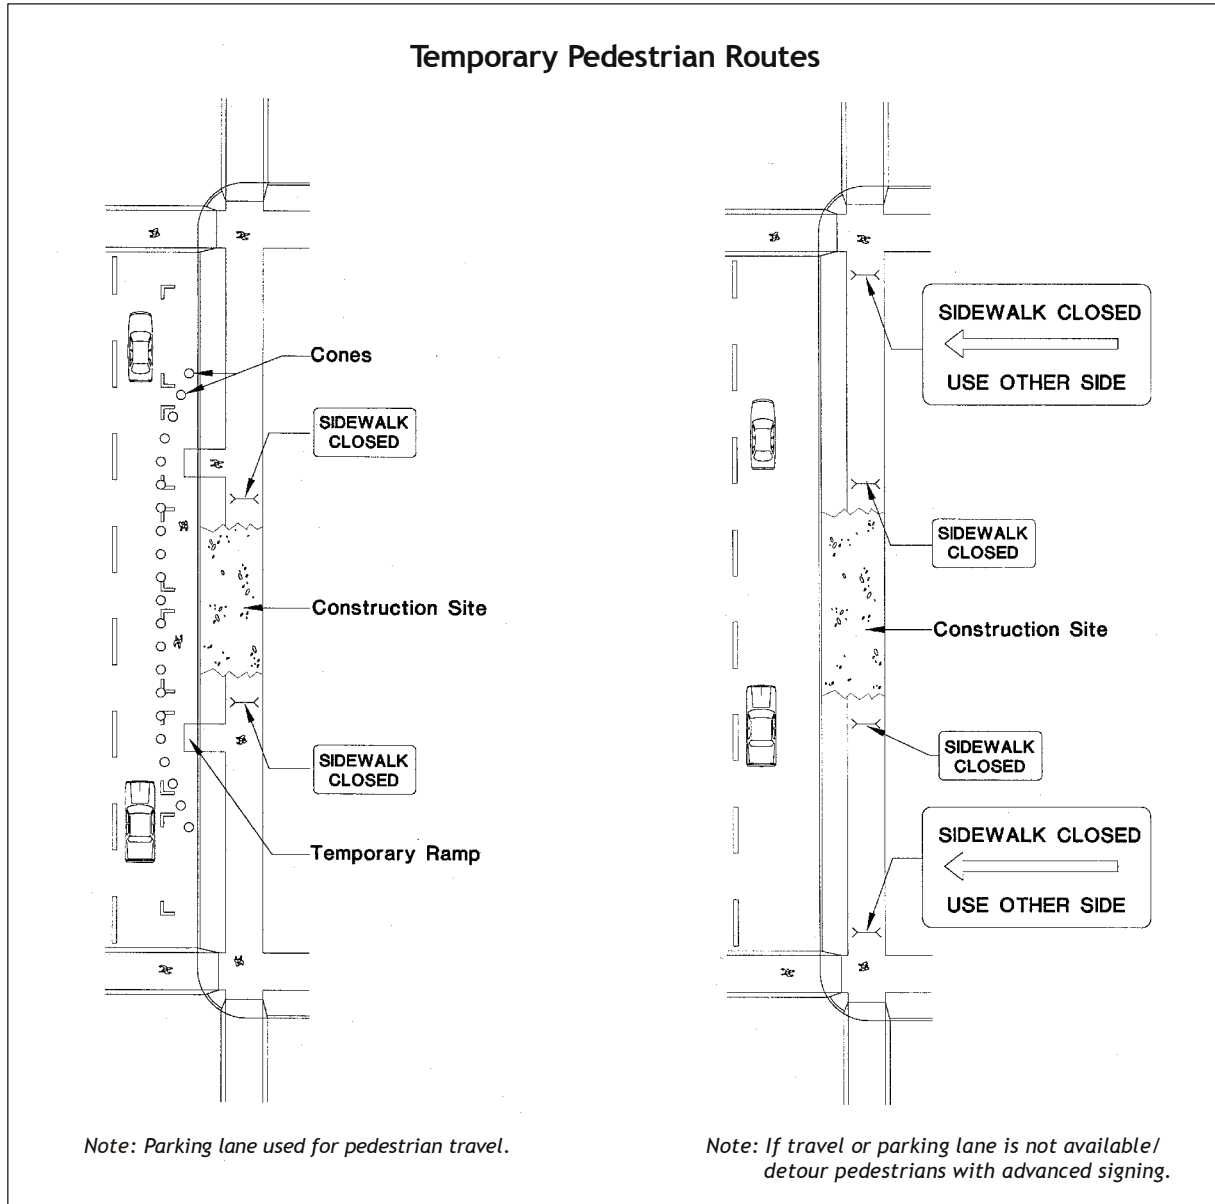 Temporary Pedestrian Routes
Cones
SIDEWALK
CLOSED
Construction Site
SIDEWALK
CLOSED
Temporary Ramp
Note: Parking lane used for pedestrian travel.
SIDEWALK CLOSED
USE OTHER SIDE
SIDEWALK
CLOSED
Construction Site
SIDEWALK
CLOSED
SIDEWALK CLOSED
USE OTHER SIDE
Note: If travel or parking lane is not available/
detour pedestrians with advanced signing.